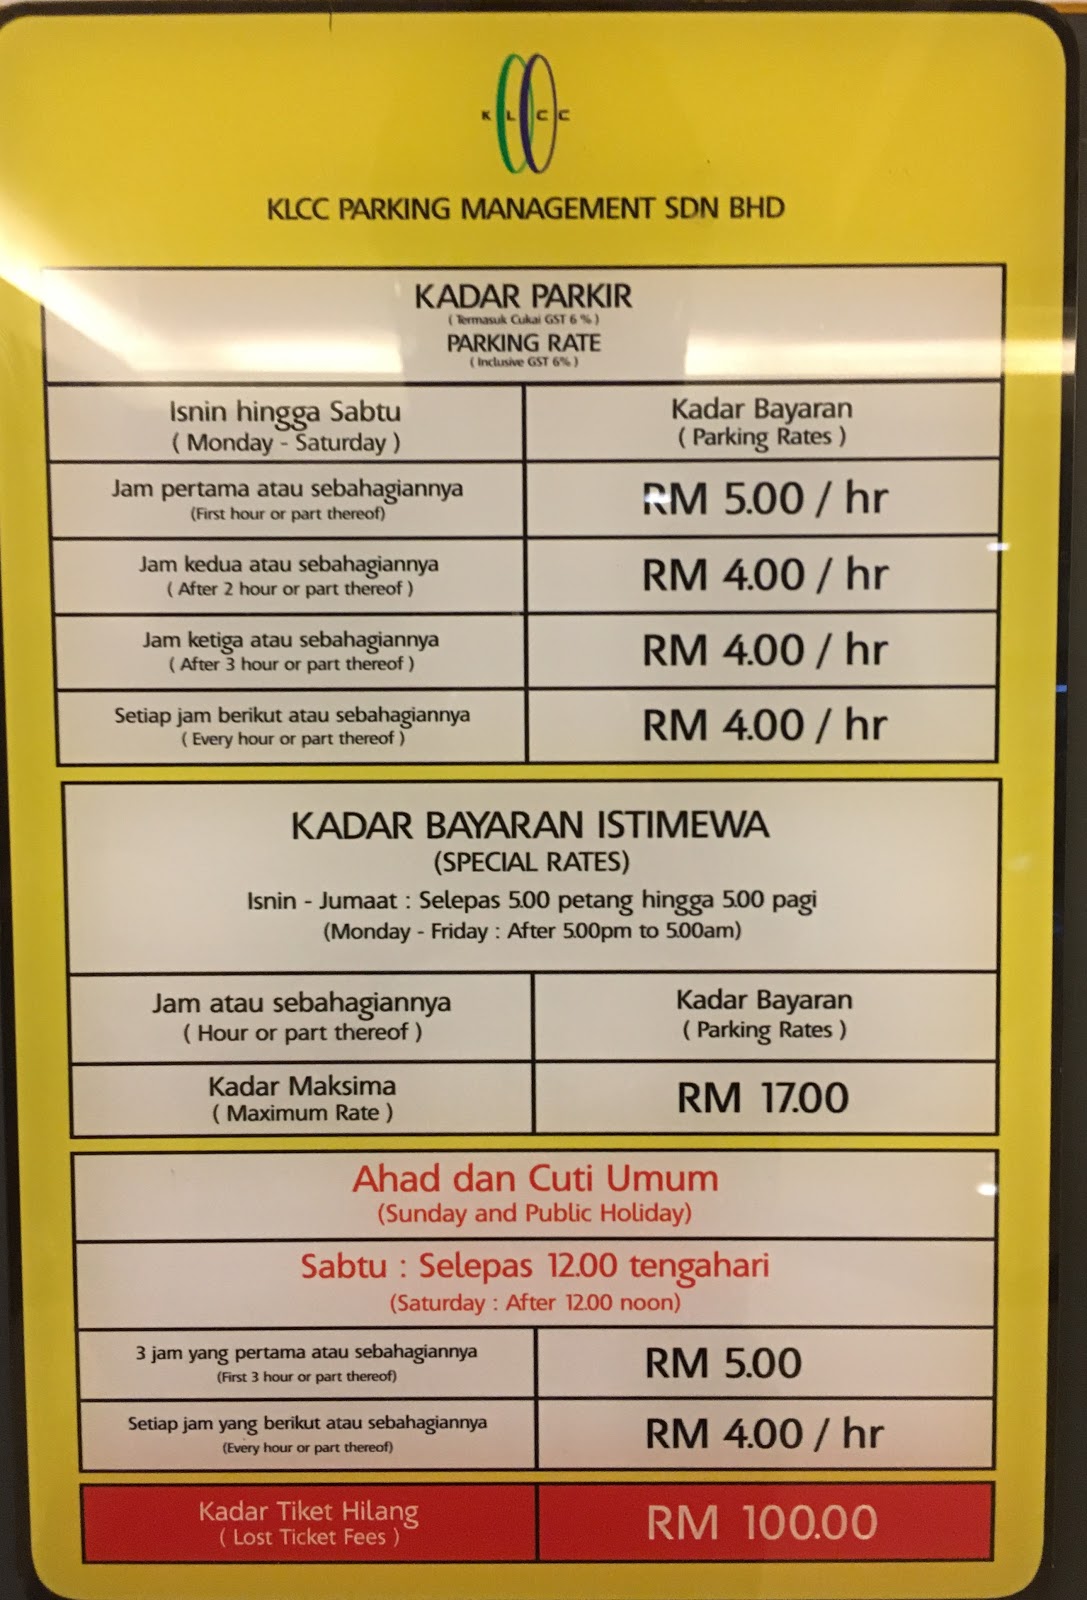 KLCC
KLCC PARKING MANAGEMENT SDN BHD
KADAR PARKIR
( Termasuk Cukai GST 6 % )
PARKING RATE
( Inclusive GST 6% )
Isnin hingga Sabtu
( Monday - Saturday )
Kadar Bayaran
( Parking Rates )
Jam pertama atau sebahagiannya
(First hour or part thereof)
RM 5.00 / hr
Jam kedua atau sebahagiannya
( After 2 hour or part thereof )
RM 4.00 / hr
Jam ketiga atau sebahagiannya
( After 3 hour or part thereof )
RM 4.00 / hr
Setiap jam berikut atau sebahagiannya
( Every hour or part thereof )
RM 4.00 / hr
KADAR BAYARAN ISTIMEWA
(SPECIAL RATES)
Isnin - Jumaat : Selepas 5.00 petang hingga 5.00 pagi
(Monday - Friday : After 5.00pm to 5.00am)
Jam atau sebahagiannya
( Hour or part thereof )
Kadar Bayaran
( Parking Rates )
Kadar Maksima
( Maximum Rate )
RM 17.00
Ahad dan Cuti Umum
(Sunday and Public Holiday)
Sabtu : Selepas 12.00 tengahari
(Saturday : After 12.00 noon)
3 jam yang pertama atau sebahagiannya
(First 3 hour or part thereof)
RM 5.00
Setiap jam yang berikut atau sebahagiannya
(Every hour or part thereof)
RM 4.00 / hr
Kadar Tiket Hilang
( Lost Ticket Fees )
RM 100.00